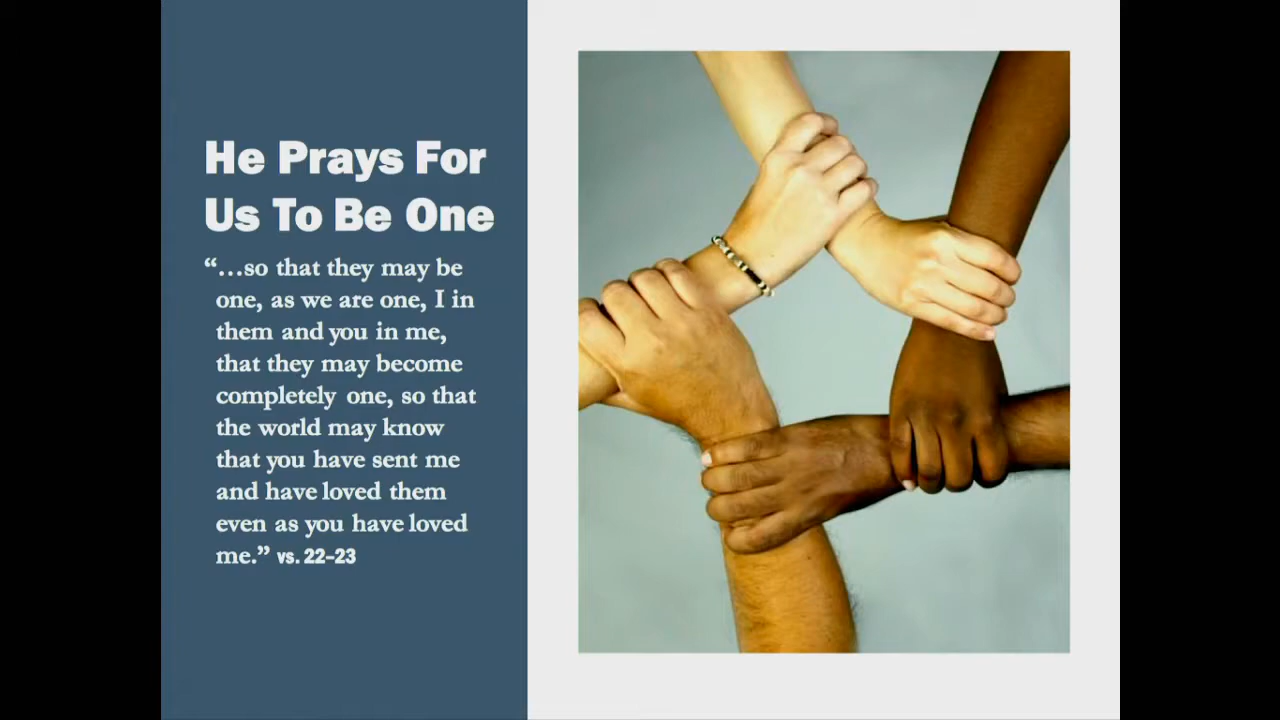 He Prays For
Us To Be One
“…so that they may be
one, as we are one, I in
them and you in me,
that they may become
completely one, so that
the world may know
that you have sent me
and have loved them
even as you have loved
me.” vs. 22–23